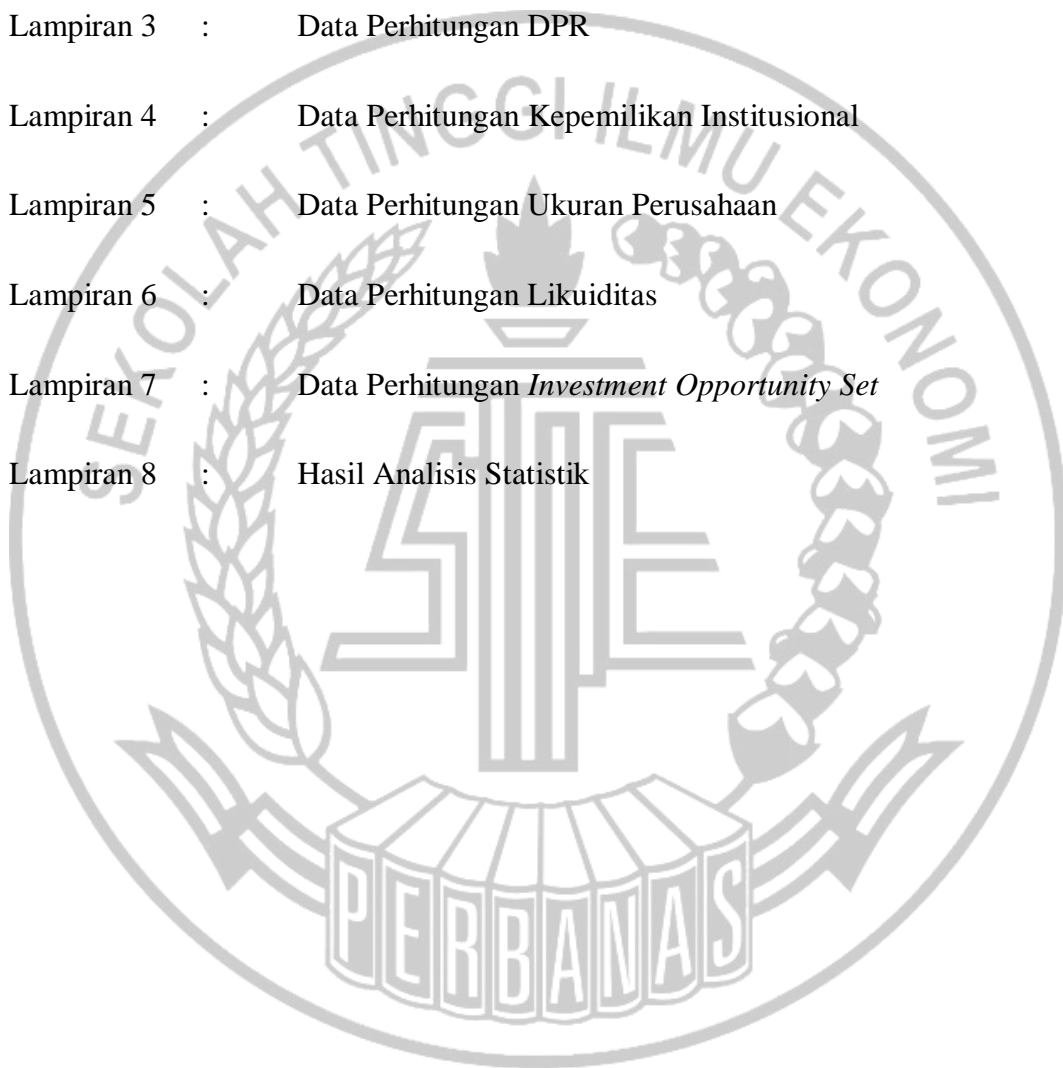 Lampiran 3 : Data Perhitungan DPR
Lampiran 4 : Data Perhitungan Kepemilikan Institusional
Lampiran 5 : Data Perhitungan Ukuran Perusahaan
Lampiran 6 : Data Perhitungan Likuiditas
Lampiran 7 : Data Perhitungan Investment Opportunity Set
Lampiran 8 : Hasil Analisis Statistik
SEKOLAH TINGGI ILMU EKONOMI
STIE
PERBANAS